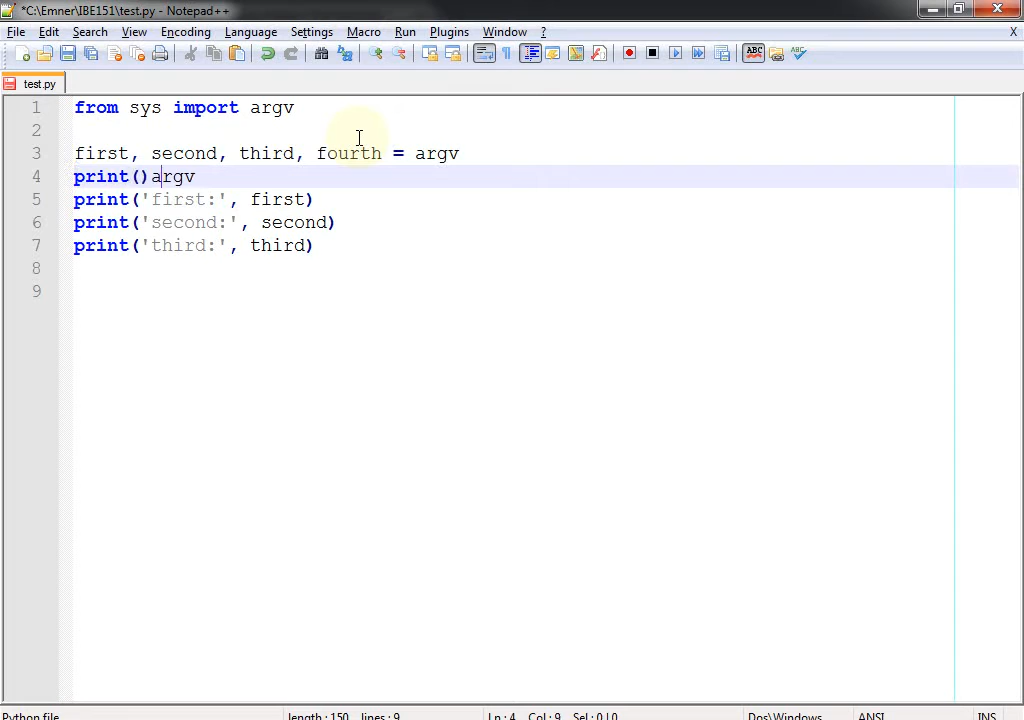 *C:\Emner\IBE151\test.py - Notepad++
File Edit Search View Encoding Language Settings Macro Run Plugins Window ? X
ABC ABC
test.py
1 from sys import argv
2
3 first, second, third, fourth = argv
4 print()argv
5 print('first:', first)
6 print('second:', second)
7 print('third:', third)
8
9
Python file length : 150 lines : 9 Ln : 4 Col : 9 Sel : 0 | 0 Dos\Windows ANSI INS